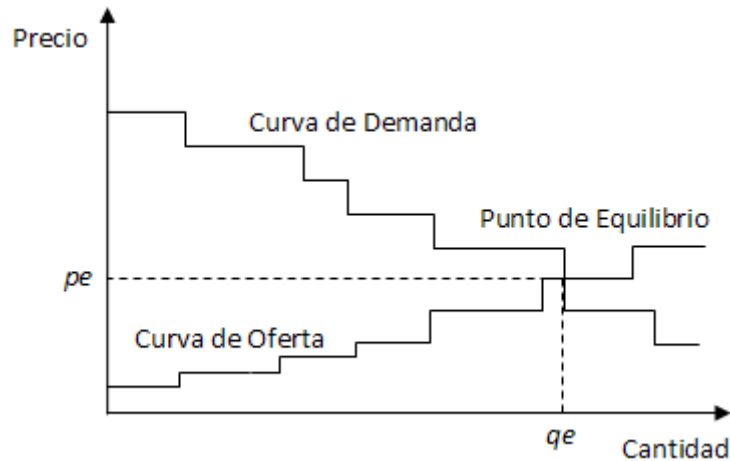 Precio
Curva de Demanda
Punto de Equilibrio
pe
Curva de Oferta
qe
Cantidad